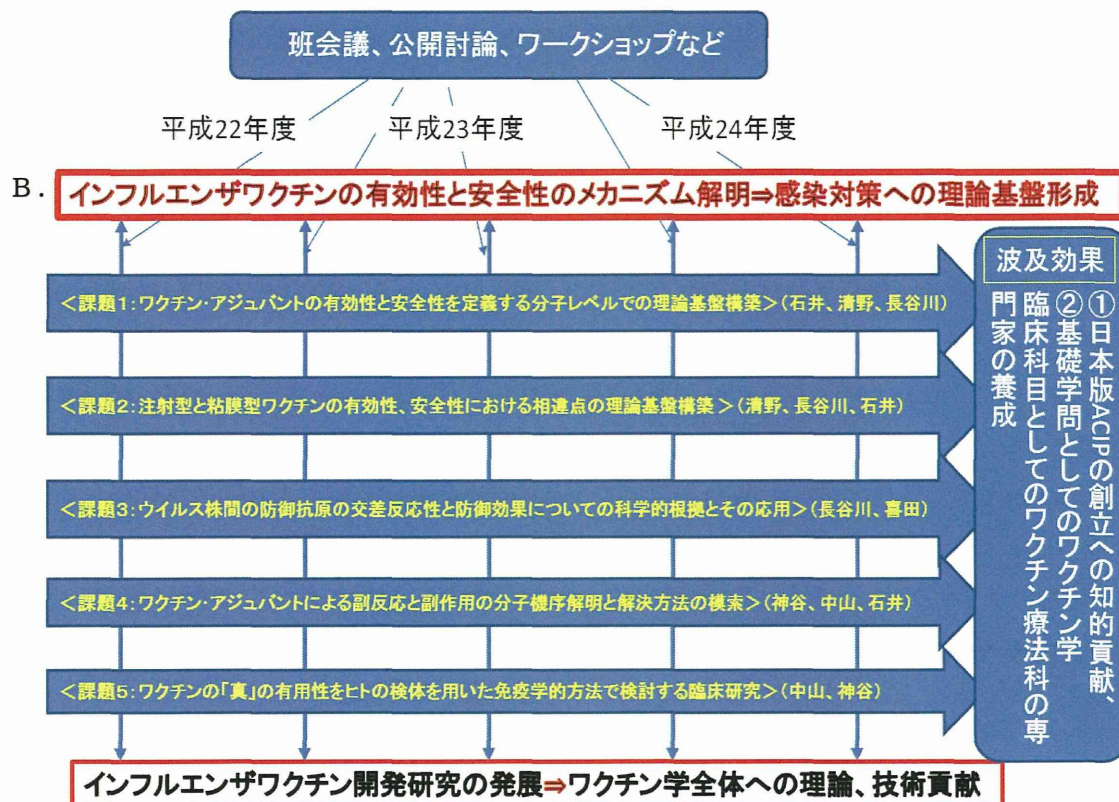 班会議、公開討論、ワークショップなど
平成22年度
平成23年度
平成24年度
B.
インフルエンザワクチンの有効性と安全性のメカニズム解明⇒感染対策への理論基盤形成
<課題1:ワクチン・アジュバントの有効性と安全性を定義する分子レベルでの理論基盤構築>(石井、清野、長谷川)
<課題2:注射型と粘膜型ワクチンの有効性、安全性における相違点の理論基盤構築>(清野、長谷川、石井)
<課題3:ウイルス株間の防御抗原の交差反応性と防御効果についての科学的根拠とその応用>(長谷川、喜田)
<課題4:ワクチン・アジュバントによる副反応と副作用の分子機序解明と解決方法の模索>(神谷、中山、石井)
<課題5:ワクチンの「真」の有用性をヒトの検体を用いた免疫学的方法で検討する臨床研究>(中山、神谷)
波及効果
①日本版ACIPの創立への知的貢献、
②基礎学問としてのワクチン学
臨床科目としてのワクチン療法科の専
門家の養成
インフルエンザワクチン開発研究の発展⇒ワクチン学全体への理論、技術貢献